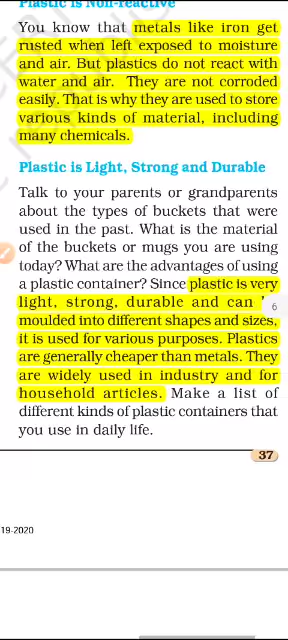 Plastic is Non-reactive
You know that metals like iron get
rusted when left exposed to moisture
and air. But plastics do not react with
water and air. They are not corroded
easily. That is why they are used to store
various kinds of material, including
many chemicals.
Plastic is Light, Strong and Durable
Talk to your parents or grandparents
about the types of buckets that were
used in the past. What is the material
of the buckets or mugs you are using
today? What are the advantages of using
a plastic container? Since plastic is very
light, strong, durable and can
6
moulded into different shapes and sizes,
it is used for various purposes. Plastics
are generally cheaper than metals. They
are widely used in industry and for
household articles. Make a list of
different kinds of plastic containers that
you use in daily life.
37
19-2020